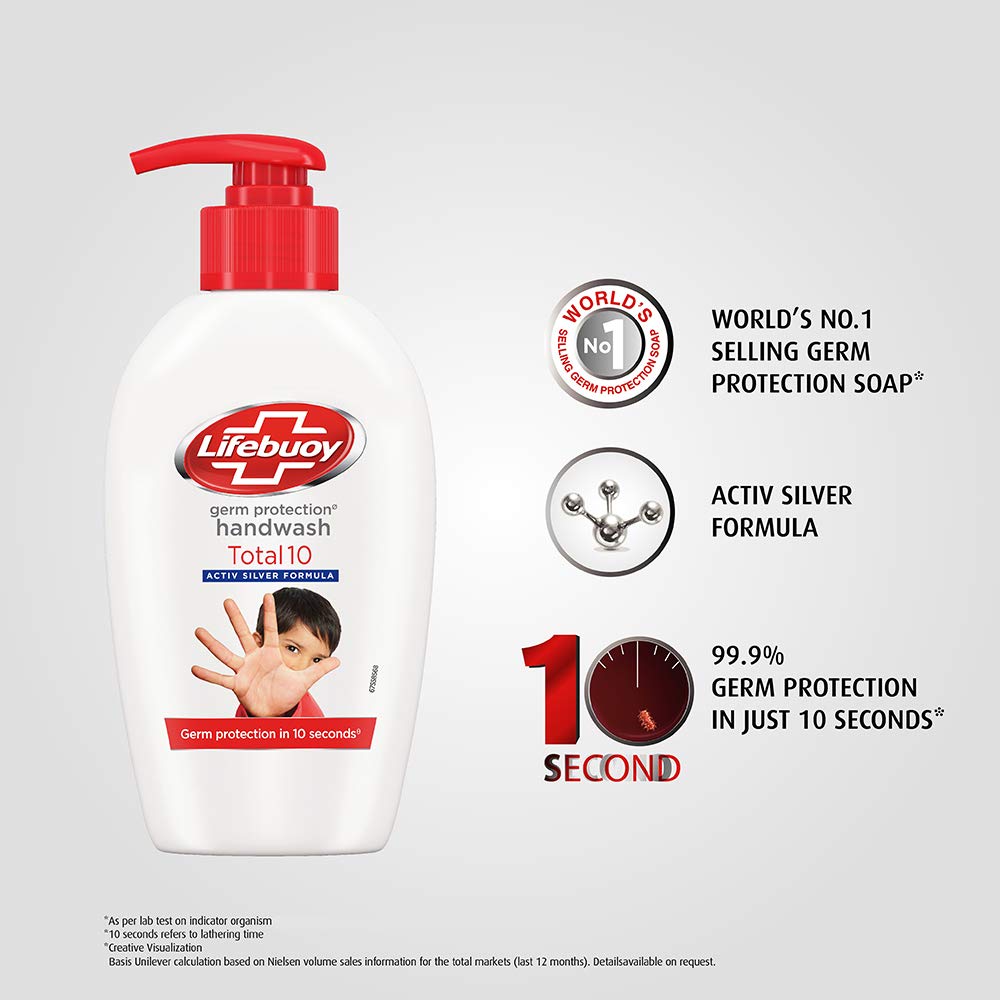 Lifebuoy
germ protectionø
handwash
Total 10
ACTIV SILVER FORMULA
67558568
Germ protection in 10 secondsθ
WORLD'S
No1
SELLING GERM PROTECTION SOAP
WORLD'S NO.1
SELLING GERM
PROTECTION SOAP*
ACTIV SILVER
FORMULA
10
SECOND
99.9%
GERM PROTECTION
IN JUST 10 SECONDS*
*As per lab test on indicator organism
*10 seconds refers to lathering time
*Creative Visualization
Basis Unilever calculation based on Nielsen volume sales information for the total markets (last 12 months). Detailsavailable on request.